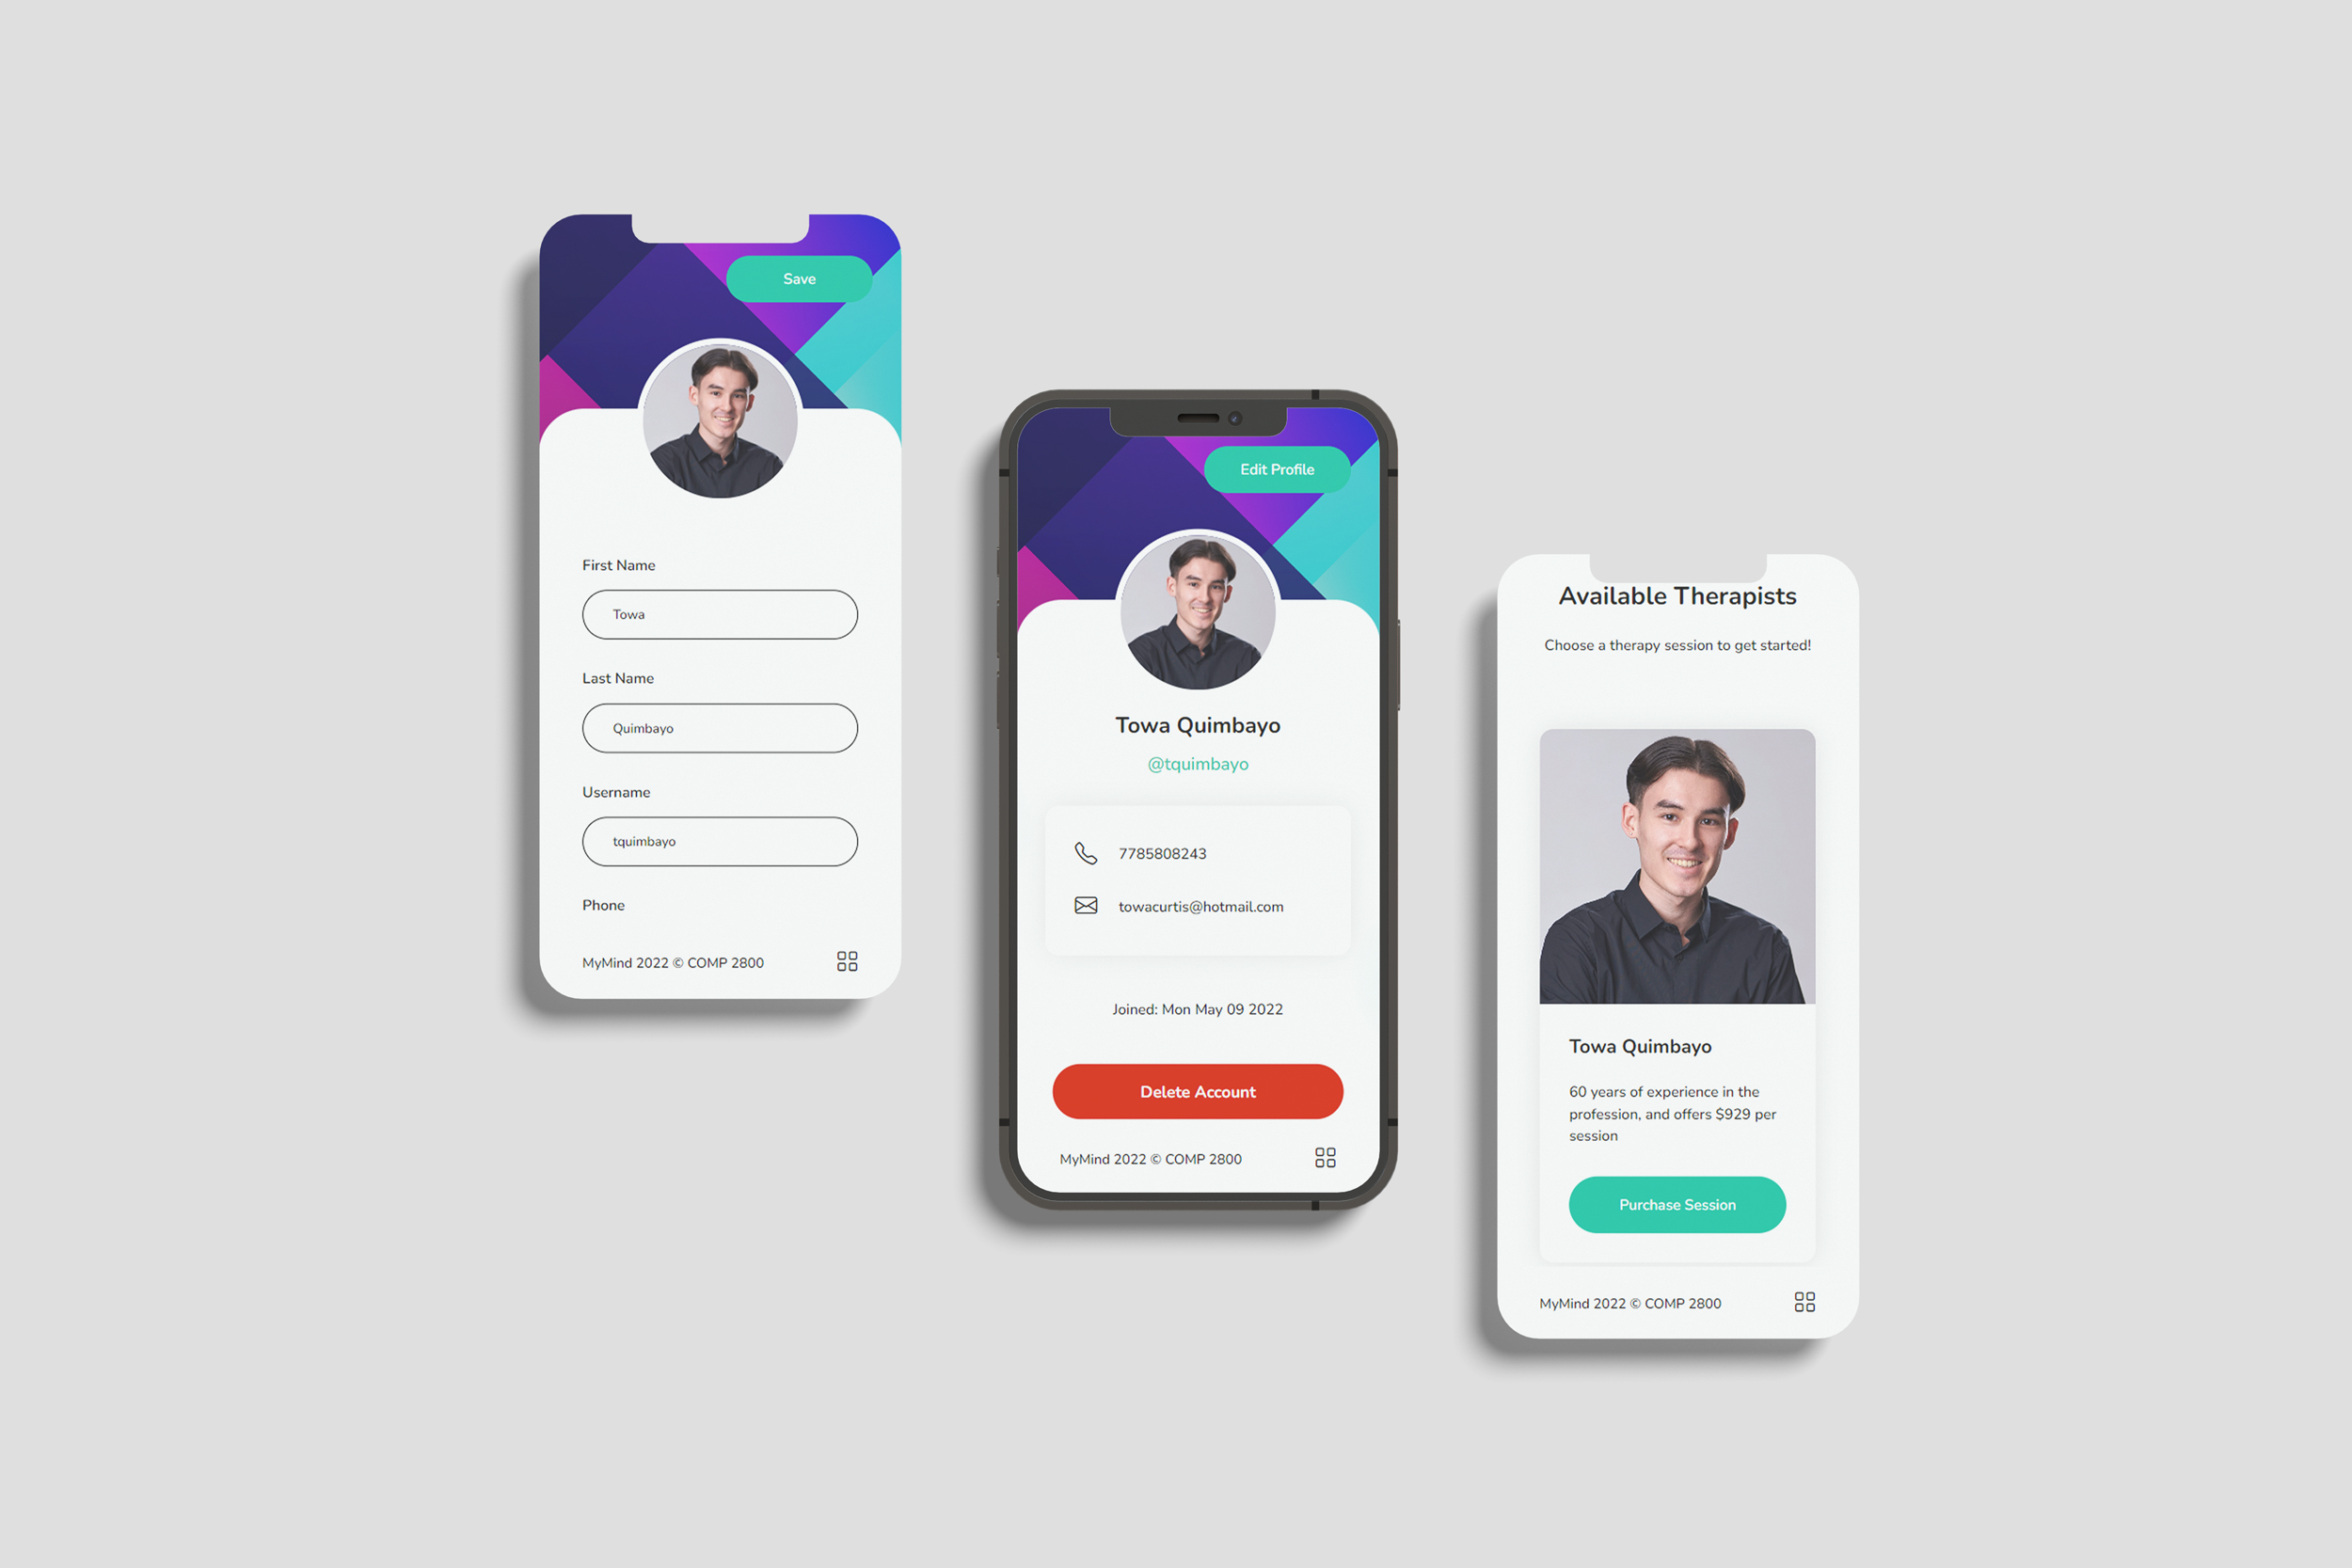 Save
First Name
Towa
Last Name
Quimbayo
Username
tquimbayo
Phone
MyMind 2022 © COMP 2800
Edit Profile
Towa Quimbayo
@tquimbayo
7785808243
towacurtis@hotmail.com
Joined: Mon May 09 2022
Delete Account
MyMind 2022 © COMP 2800
Available Therapists
Choose a therapy session to get started!
Towa Quimbayo
60 years of experience in the
profession, and offers $929 per
session
Purchase Session
MyMind 2022 © COMP 2800